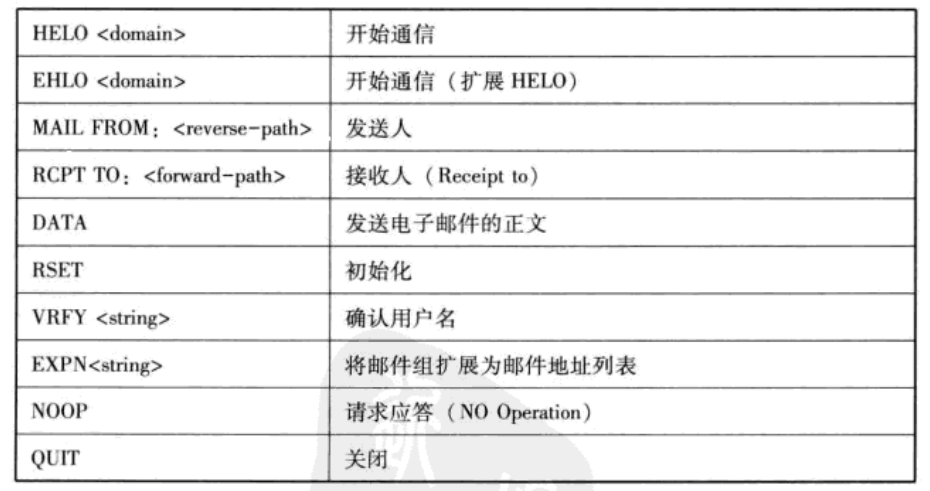 HELO <domain> 开始通信
EHLO <domain> 开始通信（扩展 HELO）
MAIL FROM：<reverse-path> 发送人
RCPT TO：<forward-path> 接收人（Receipt to）
DATA 发送电子邮件的正文
RSET 初始化
VRFY <string> 确认用户名
EXPN<string> 将邮件组扩展为邮件地址列表
NOOP 请求应答（NO Operation）
QUIT 关闭